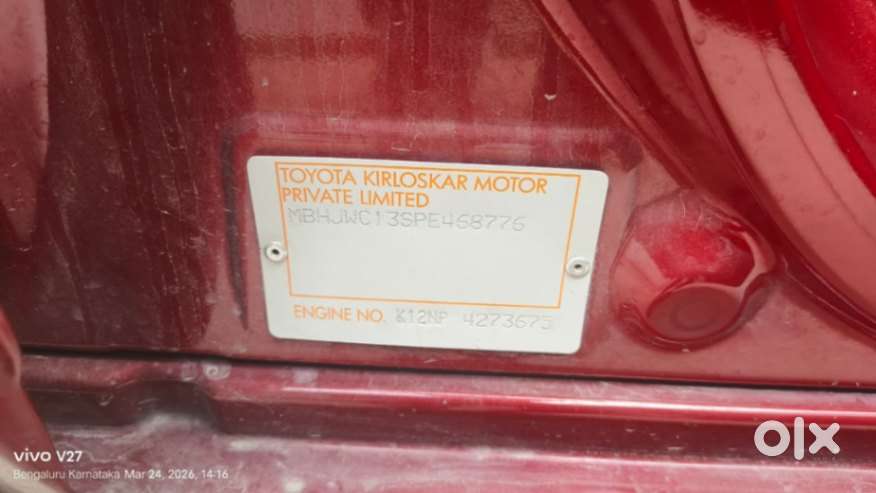 TOYOTA KIRLOSKAR MOTOR
PRIVATE LIMITED
MBHJWC13SPE468776
ENGINE NO. K12NP 4273675
vivo V27
Bengaluru Karnataka Mar 24, 2026, 14:16
olx